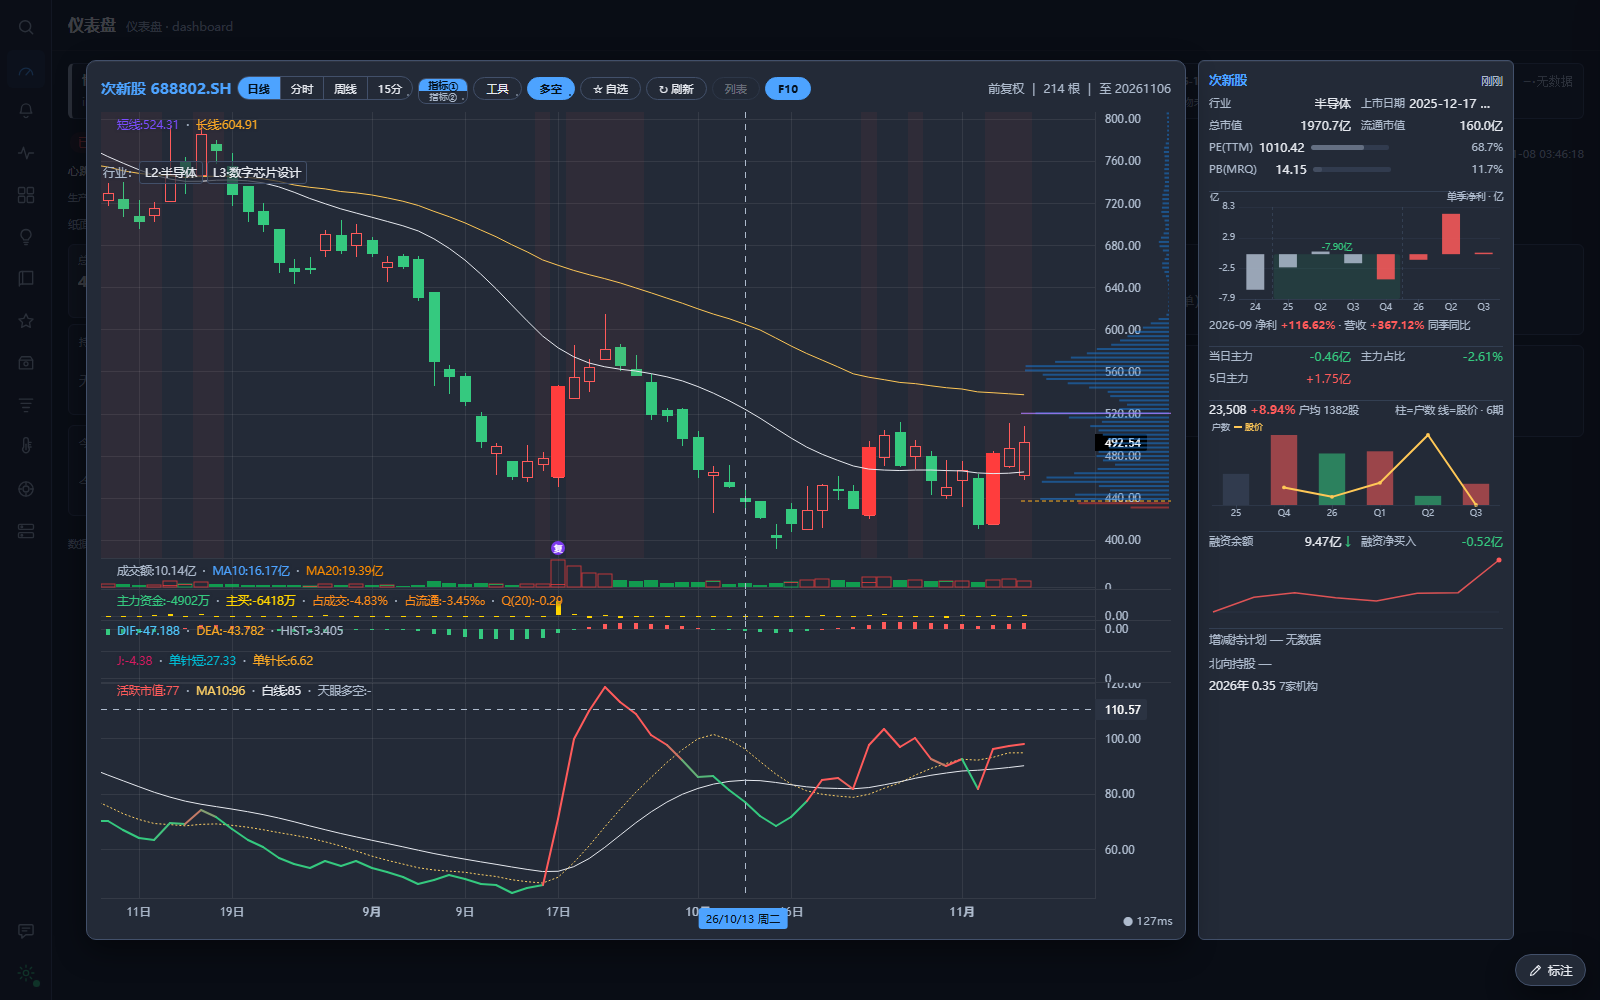 仪表盘 仪表盘 · dashboard
次新股 688802.SH 日线 分时 周线 15分 指标① 指标② 工具 多空 ☆自选 ↻刷新 列表 F10 前复权 | 214 根 | 至 20261106
短线:524.31 · 长线:604.91
行业: L2·半导体 L3·数字芯片设计
800.00
760.00
720.00
680.00
640.00
600.00
560.00
520.00
492.54
480.00
440.00
400.00
复
成交额:10.14亿 · MA10:16.17亿 · MA20:19.39亿
0
主力资金:-4902万 · 主买:-6418万 · 占成交:-4.83% · 占流通:-3.45‰ · Q(20):-0.20
0.00
DIF:-47.188 · DEA:-43.782 · HIST:-3.405
0.00
J:-4.38 · 单针短:27.33 · 单针长:6.62
0
活跃市值:77 · MA10:96 · 白线:85 · 天服多空:-
120.00
110.57
100.00
80.00
60.00
11日 19日 9月 9日 17日 26/10/13 周二 11月
127ms
次新股 刚刚
行业 半导体 上市日期 2025-12-17 ...
总市值 1970.7亿 流通市值 160.0亿
PE(TTM) 1010.42 68.7%
PB(MRQ) 14.15 11.7%
亿 单季净利 · 亿
8.3
2.9
-2.5
-7.9
-7.90亿
24 25 Q2 Q3 Q4 26 Q2 Q3
2026-09 净利 +116.62% · 营收 +367.12% 同季同比
当日主力 -0.46亿 主力占比 -2.61%
5日主力 +1.75亿
23,508 +8.94% 户均 1382股 柱=户数 线=股价 · 6期
户数 股价
25 Q4 26 Q1 Q2 Q3
融资余额 9.47亿↓ 融资净买入 -0.52亿
增减持计划 — 无数据
北向持股 —
2026年 0.35 7家机构
标注